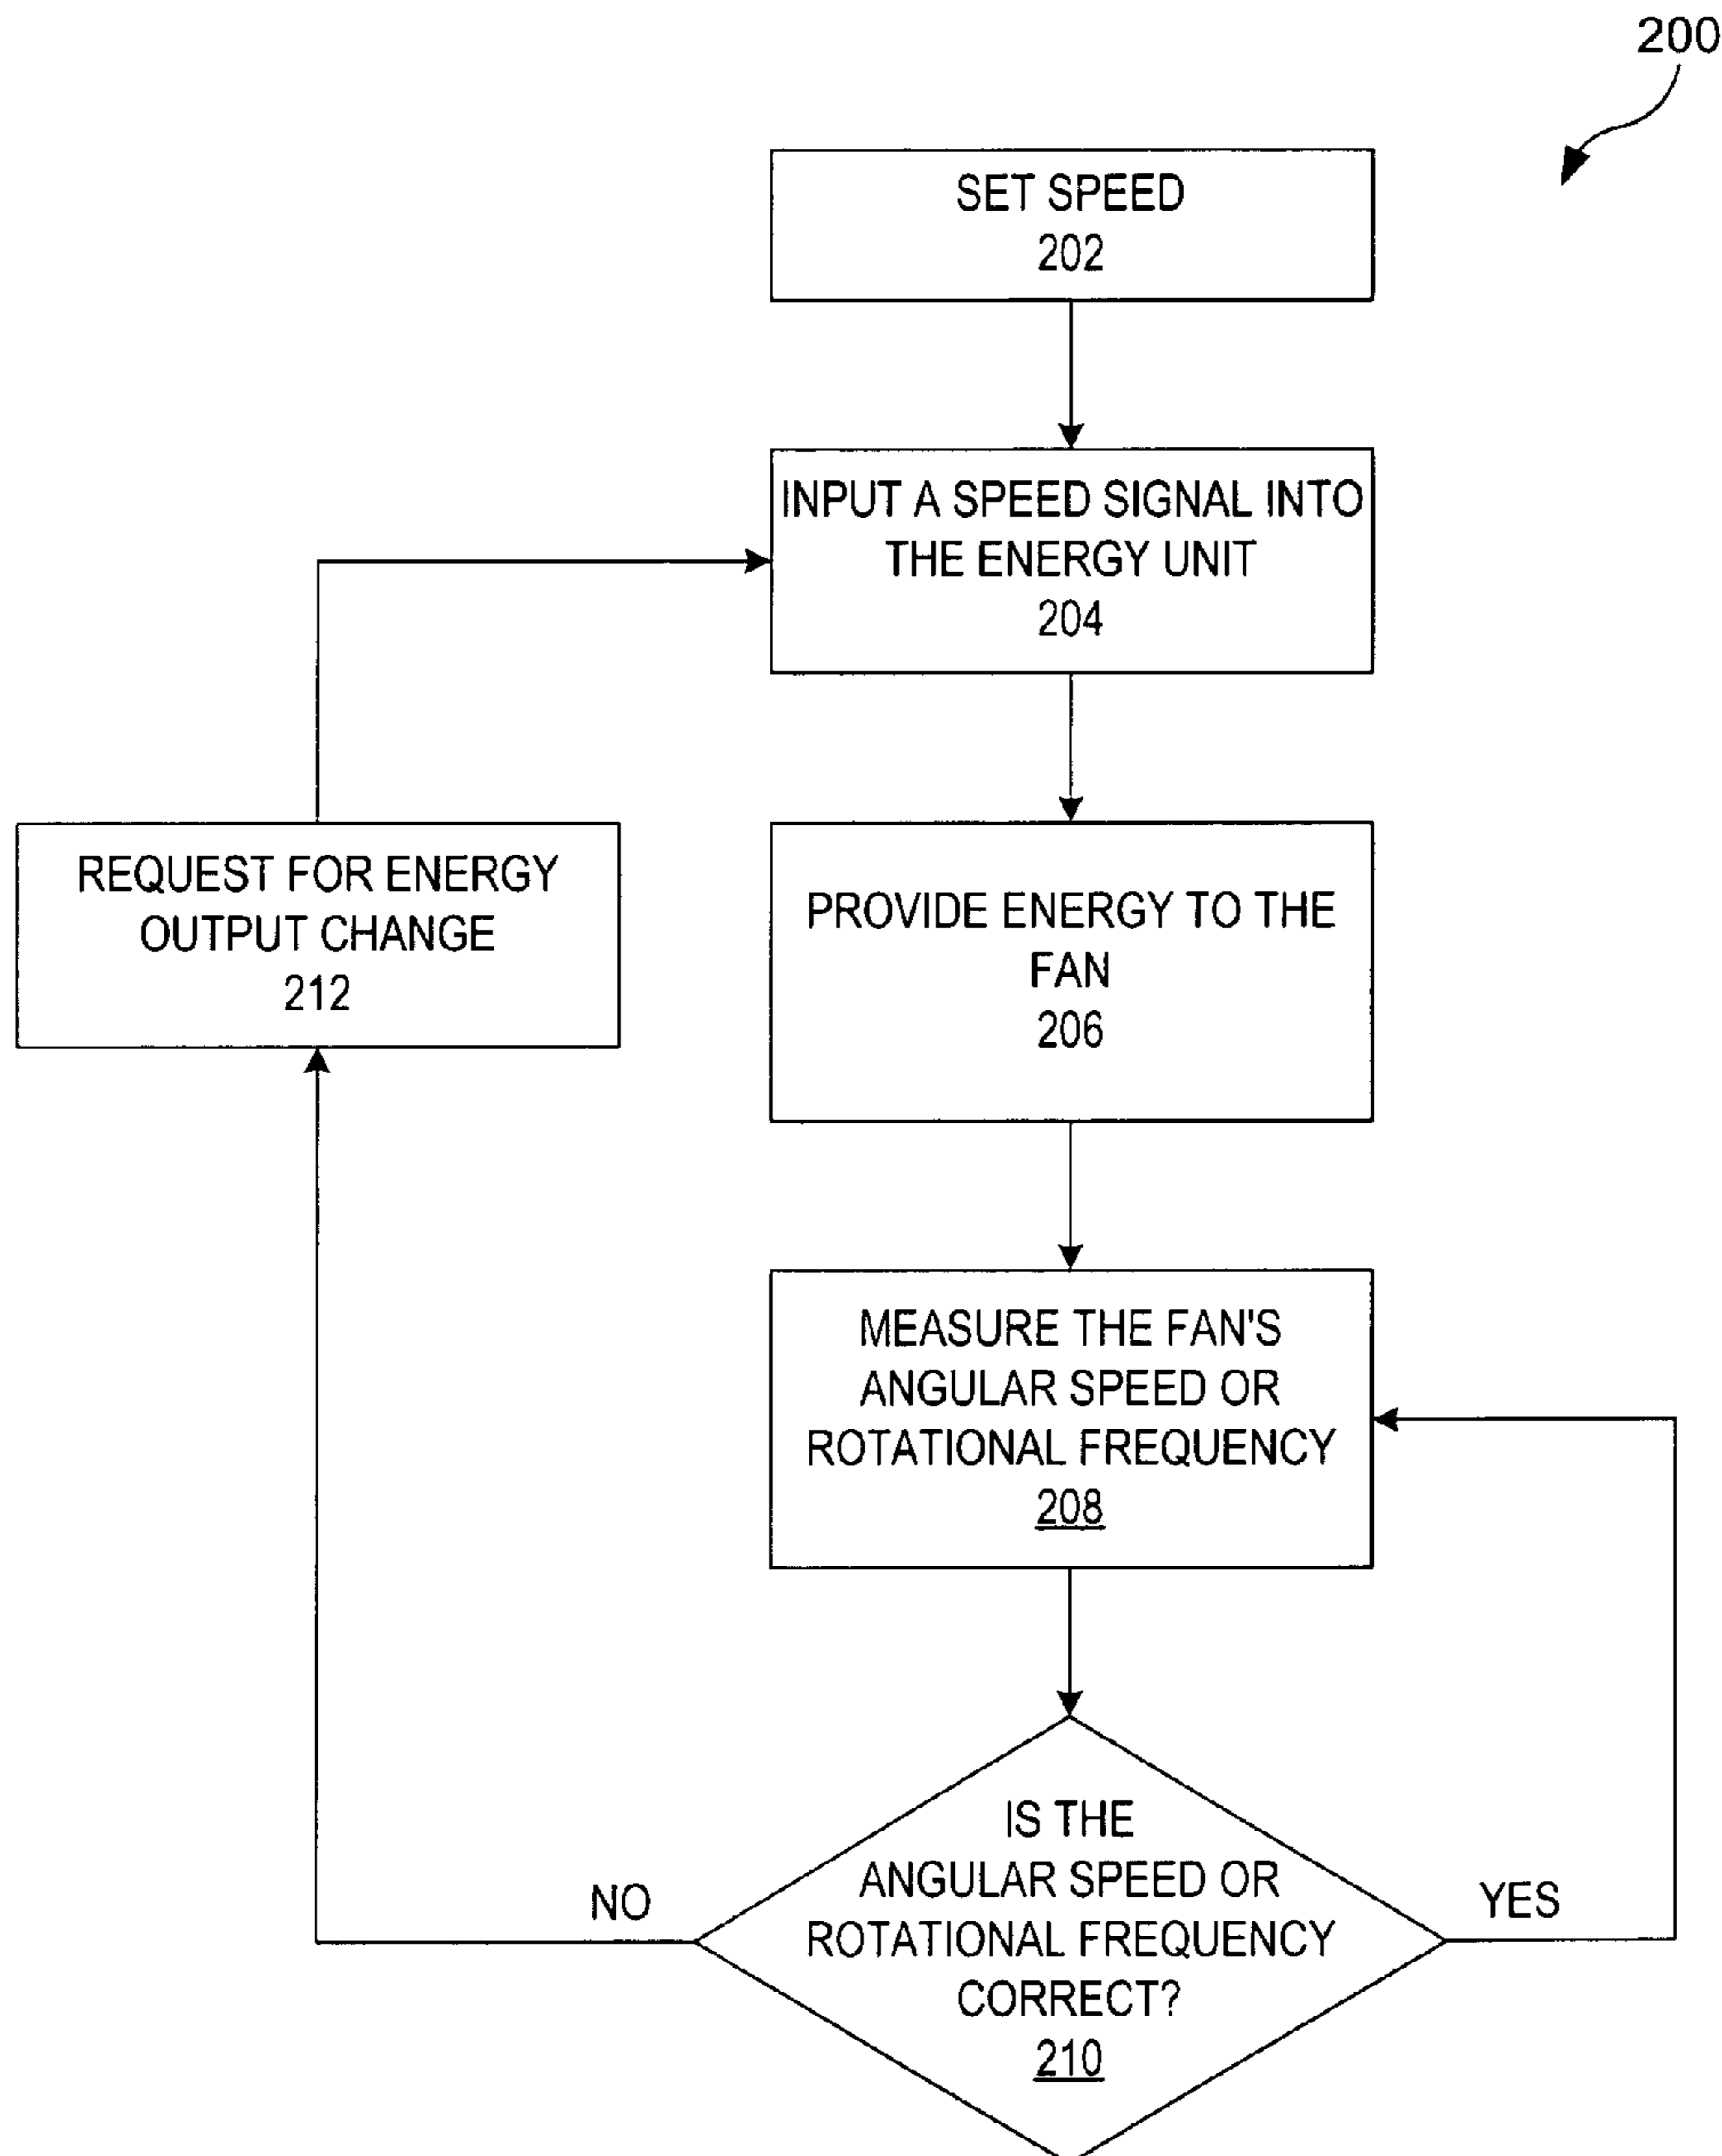 200
SET SPEED
202
INPUT A SPEED SIGNAL INTO
THE ENERGY UNIT
204
REQUEST FOR ENERGY
OUTPUT CHANGE
212
PROVIDE ENERGY TO THE
FAN
206
MEASURE THE FAN'S
ANGULAR SPEED OR
ROTATIONAL FREQUENCY
208
IS THE
ANGULAR SPEED OR
ROTATIONAL FREQUENCY
CORRECT?
210
NO
YES